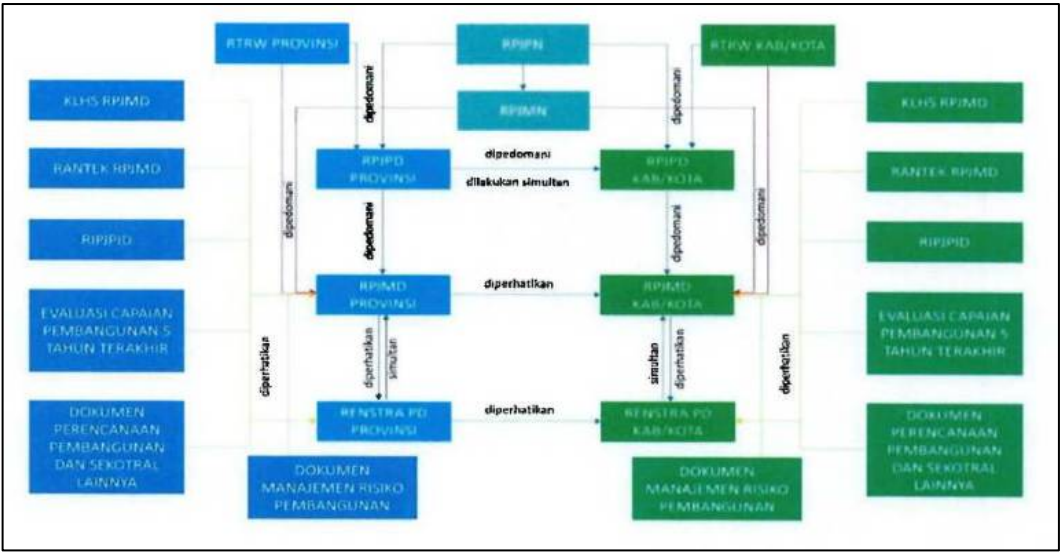 RTRW PROVINSI
RPJPN
RTRW KAB/KOTA
RPJMN
dipedomani
dipedomani
dipedomani
KLHS RPJMD
RANTEK RPJMD
RIPJPID
EVALUASI CAPAIAN
PEMBANGUNAN 5
TAHUN TERAKHIR
DOKUMEN
PERENCANAAN
PEMBANGUNAN
DAN SEKOTRAL
LAINNYA
RPJPD
PROVINSI
dipedomani
dilakukan simultan
RPJPD
KAB/KOTA
dipedomani
dipedomani
dipedomani
dipedomani
RPJMD
PROVINSI
diperhatikan
RPJMD
KAB/KOTA
diperhatikan
diperhatikan
simultan
simultan
diperhatikan
diperhatikan
RENSTRA PD
PROVINSI
diperhatikan
RENSTRA PD
KAB/KOTA
DOKUMEN
MANAJEMEN RISIKO
PEMBANGUNAN
DOKUMEN
MANAJEMEN RISIKO
PEMBANGUNAN
KLHS RPJMD
RANTEK RPJMD
RIPJPID
EVALUASI CAPAIAN
PEMBANGUNAN 5
TAHUN TERAKHIR
DOKUMEN
PERENCANAAN
PEMBANGUNAN
DAN SEKOTRAL
LAINNYA